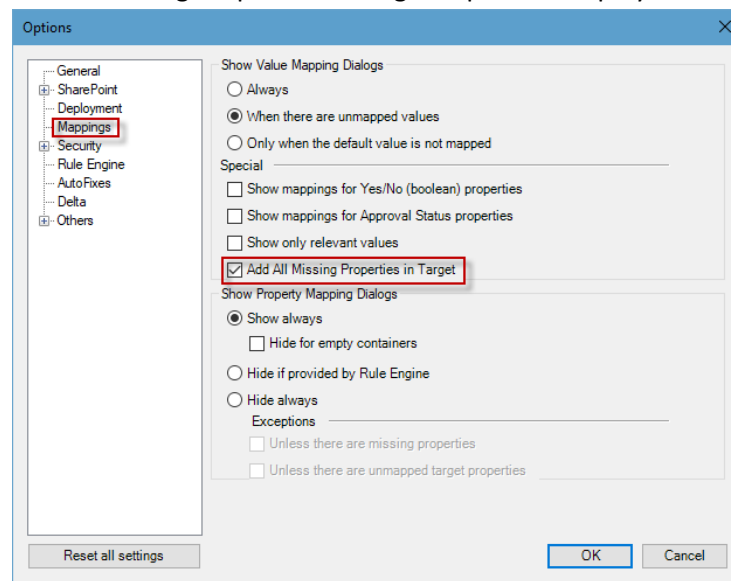 Options
General
SharePoint
Deployment
Mappings
Security
Rule Engine
AutoFixes
Delta
Others
Reset all settings
Show Value Mapping Dialogs
Always
When there are unmapped values
Only when the default value is not mapped
Special
Show mappings for Yes/No (boolean) properties
Show mappings for Approval Status properties
Show only relevant values
Add All Missing Properties in Target
Show Property Mapping Dialogs
Show always
Hide for empty containers
Hide if provided by Rule Engine
Hide always
Exceptions
Unless there are missing properties
Unless there are unmapped target properties
OK Cancel